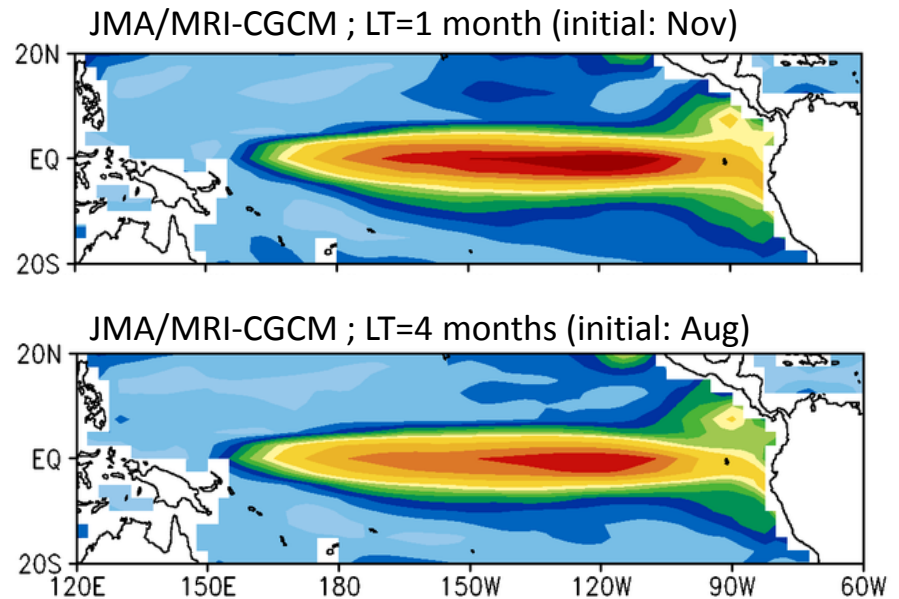 JMA/MRI-CGCM ; LT=1 month (initial: Nov)
20N
EQ
20S
JMA/MRI-CGCM ; LT=4 months (initial: Aug)
20N
EQ
20S
120E 150E 180 150W 120W 90W 60W